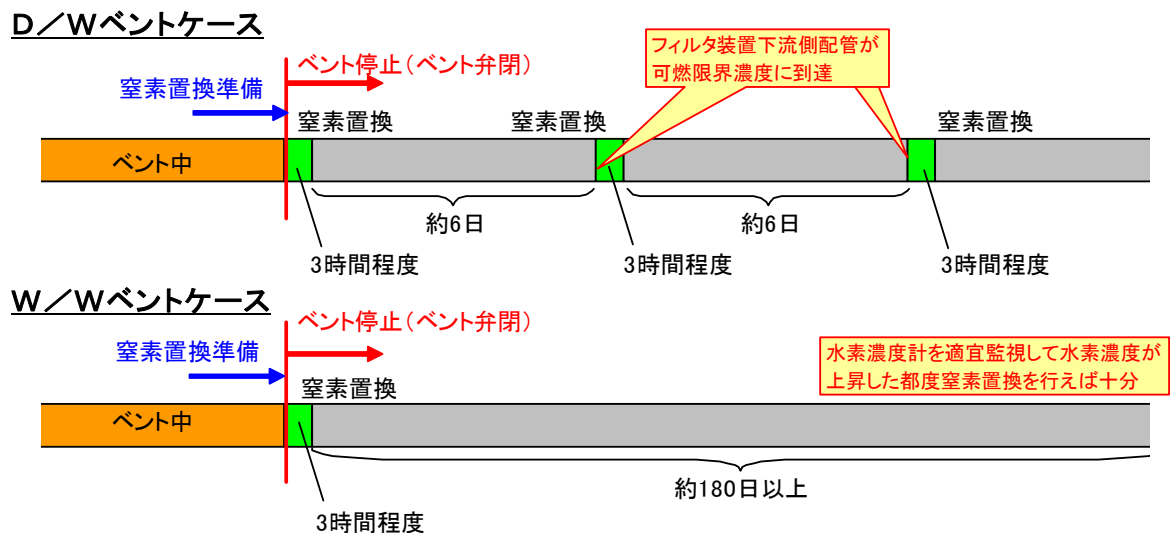 D/Wベントケース
ベント停止(ベント弁閉)
窒素置換準備
フィルタ装置下流側配管が
可燃限界濃度に到達
窒素置換
窒素置換
窒素置換
ベント中
約6日
約6日
3時間程度
3時間程度
3時間程度
W/Wベントケース
ベント停止(ベント弁閉)
窒素置換準備
水素濃度計を適宜監視して水素濃度が
上昇した都度窒素置換を行えば十分
窒素置換
ベント中
約180日以上
3時間程度